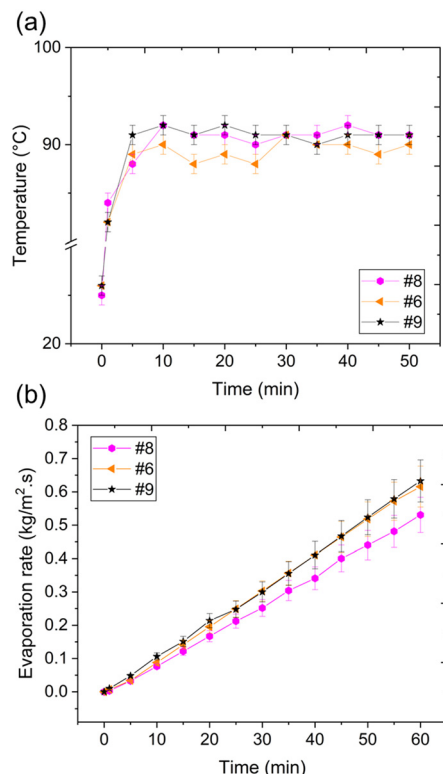 (a)
100
90
20
Temperature (°C)
#8
#6
#9
0 10 20 30 40 50
Time (min)
(b)
0.8
0.7
0.6
0.5
0.4
0.3
0.2
0.1
0.0
Evaporation rate (kg/m².s)
#8
#6
#9
0 10 20 30 40 50 60
Time (min)